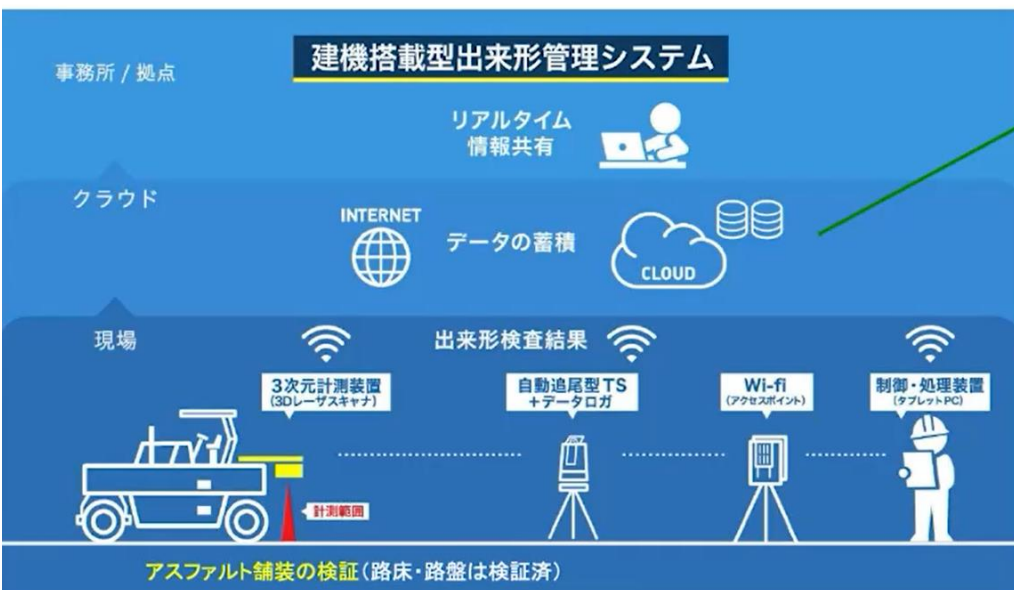 建機搭載型出来形管理システム
事務所 / 拠点
リアルタイム
情報共有
クラウド
INTERNET
データの蓄積
CLOUD
現場
出来形検査結果
3次元計測装置
(3Dレーザスキャナ)
自動追尾型TS
+データロガ
Wi-fi
(アクセスポイント)
制御・処理装置
(タブレットPC)
計測範囲
アスファルト舗装の検証(路床・路盤は検証済)